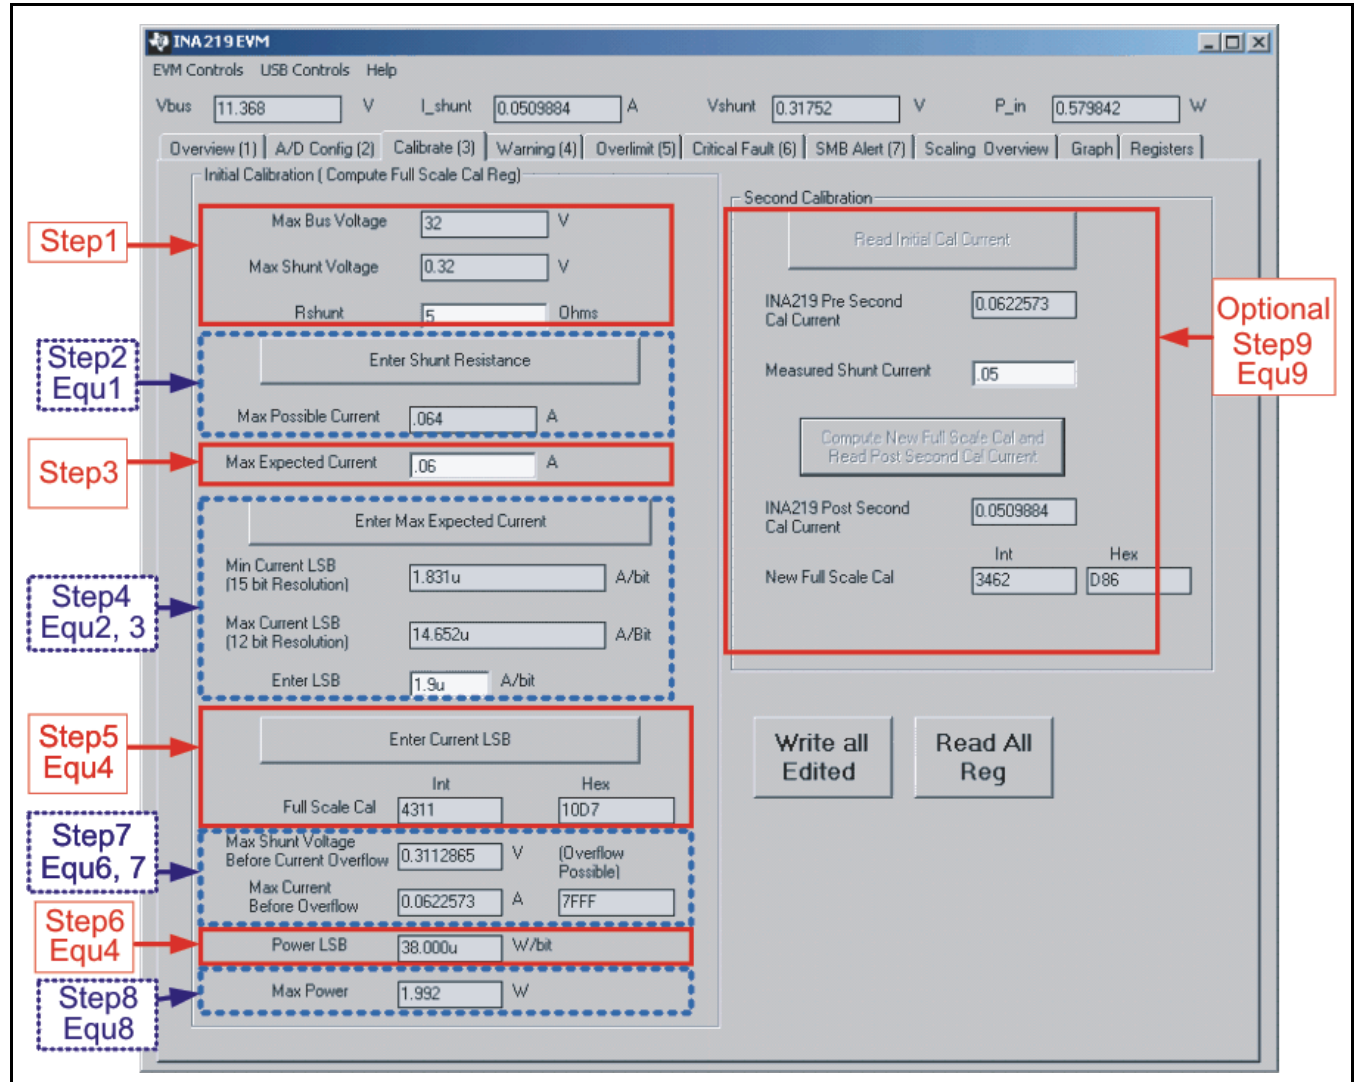 INA219EVM
EVM Controls USB Controls Help
Vbus 11.368 V I_shunt 0.0509884 A Vshunt 0.31752 V P_in 0.579842 W
Overview (1) A/D Config (2) Calibrate (3) Warning (4) Overlimit (5) Critical Fault (6) SMB Alert (7) Scaling Overview Graph Registers
Initial Calibration ( Compute Full Scale Cal Reg)
Step1
Max Bus Voltage 32 V
Max Shunt Voltage 0.32 V
Rshunt 5 Ohms
Step2
Equ1
Enter Shunt Resistance
Max Possible Current .064 A
Step3
Max Expected Current .06 A
Enter Max Expected Current
Step4
Equ2, 3
Min Current LSB
(15 bit Resolution) 1.831u A/bit
Max Current LSB
(12 bit Resolution) 14.652u A/Bit
Enter LSB 1.9u A/bit
Step5
Equ4
Enter Current LSB
Int Hex
Full Scale Cal 4311 10D7
Step7
Equ6, 7
Max Shunt Voltage
Before Current Overflow 0.3112865 V (Overflow
Possible)
Max Current
Before Overflow 0.0622573 A 7FFF
Step6
Equ4
Power LSB 38.000u W/bit
Step8
Equ8
Max Power 1.992 W
Second Calibration
Read Initial Cal Current
INA219 Pre Second
Cal Current 0.0622573
Measured Shunt Current .05
Compute New Full Scale Cal and
Read Post Second Cal Current
INA219 Post Second
Cal Current 0.0509884
Int Hex
New Full Scale Cal 3462 D86
Optional
Step9
Equ9
Write all
Edited
Read All
Reg